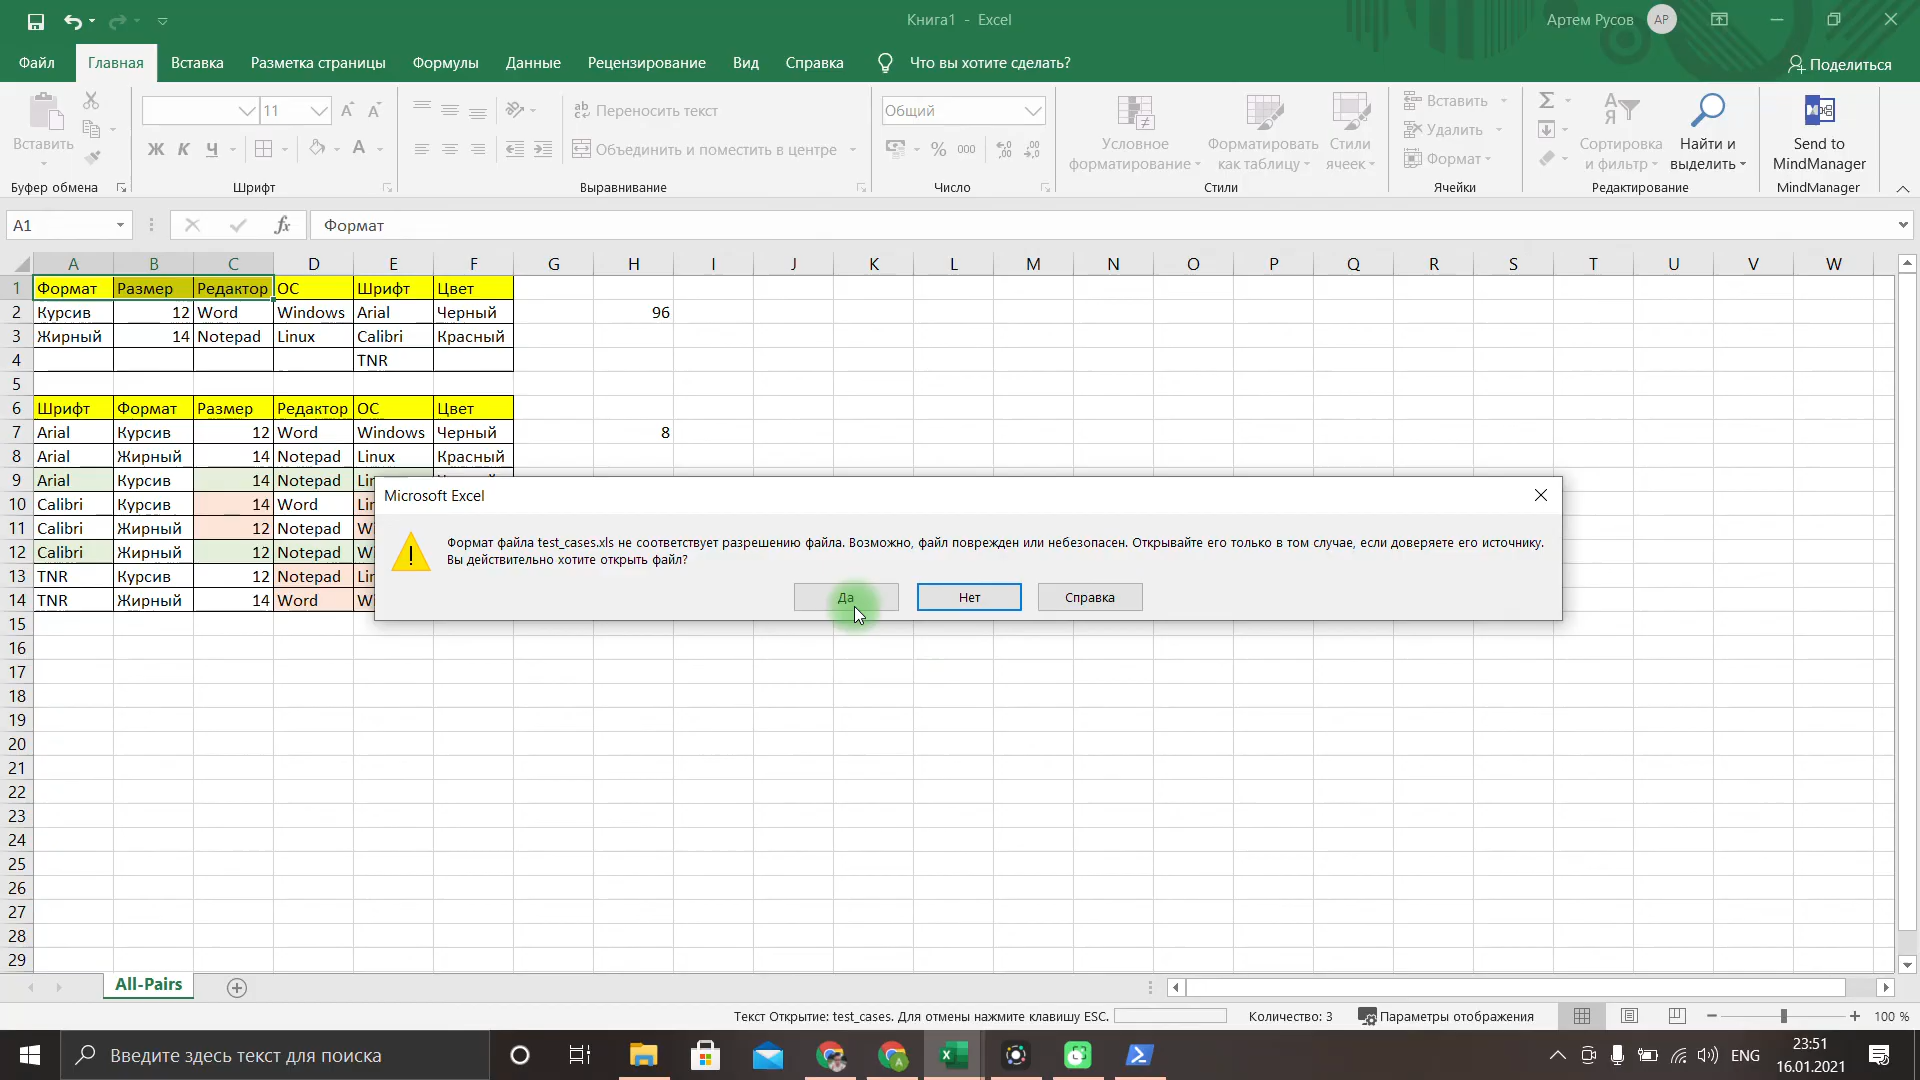 Книга1 - Excel
Артем Русов
АР
Файл
Главная
Вставка
Разметка страницы
Формулы
Данные
Рецензирование
Вид
Справка
Что вы хотите сделать?
Поделиться
Вставить
11
Ж К Ч
Переносить текст
Объединить и поместить в центре
Общий
% 000
Условное
форматирование
Форматировать
как таблицу
Стили
ячеек
Вставить
Удалить
Формат
Сортировка
и фильтр
Найти и
выделить
Send to
MindManager
Буфер обмена
Шрифт
Выравнивание
Число
Стили
Ячейки
Редактирование
MindManager
A1
fx
Формат
A B C D E F G H I J K L M N O P Q R S T U V W
1 Формат Размер Редактор ОС Шрифт Цвет
2 Курсив 12 Word Windows Arial Черный 96
3 Жирный 14 Notepad Linux Calibri Красный
4 TNR
5
6 Шрифт Формат Размер Редактор ОС Цвет
7 Arial Курсив 12 Word Windows Черный 8
8 Arial Жирный 14 Notepad Linux Красный
9 Arial Курсив 14 Notepad
10 Calibri Курсив 14 Word
11 Calibri Жирный 12 Notepad
12 Calibri Жирный 12 Notepad
13 TNR Курсив 12 Notepad
14 TNR Жирный 14 Word
Microsoft Excel
Формат файла test_cases.xls не соответствует разрешению файла. Возможно, файл поврежден или небезопасен. Открывайте его только в том случае, если доверяете его источнику.
Вы действительно хотите открыть файл?
Да
Нет
Справка
15
16
17
18
19
20
21
22
23
24
25
26
27
28
29
All-Pairs
Текст Открытие: test_cases. Для отмены нажмите клавишу ESC.
Количество: 3
Параметры отображения
100 %
Введите здесь текст для поиска
ENG
23:51
16.01.2021